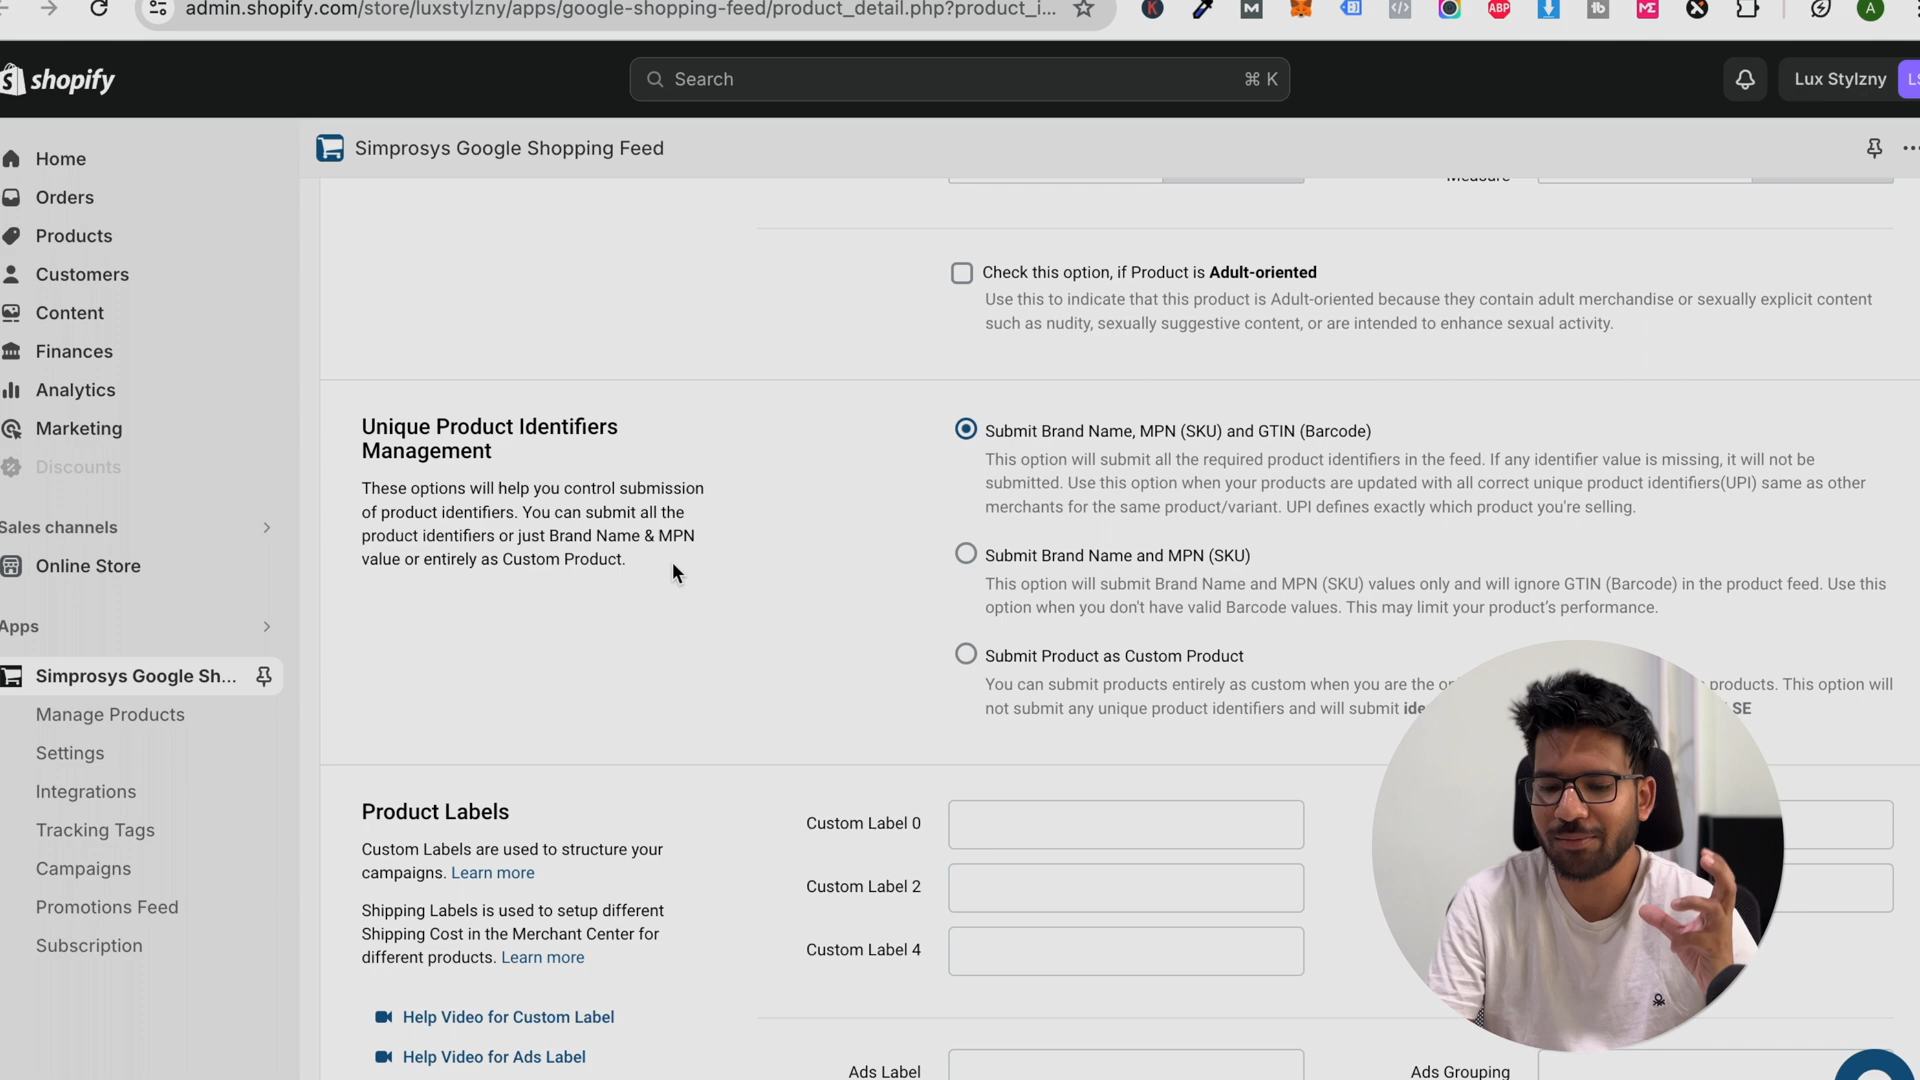 admin.shopify.com/store/luxstylzny/apps/google-shopping-feed/product_detail.php?product_i...
shopify
Search
⌘ K
Lux Stylzny
Home
Orders
Products
Customers
Content
Finances
Analytics
Marketing
Discounts
Sales channels
Online Store
Apps
Simprosys Google Sh...
Manage Products
Settings
Integrations
Tracking Tags
Campaigns
Promotions Feed
Subscription
Simprosys Google Shopping Feed
Measure
Check this option, if Product is Adult-oriented
Use this to indicate that this product is Adult-oriented because they contain adult merchandise or sexually explicit content
such as nudity, sexually suggestive content, or are intended to enhance sexual activity.
Unique Product Identifiers
Management
These options will help you control submission
of product identifiers. You can submit all the
product identifiers or just Brand Name & MPN
value or entirely as Custom Product.
Submit Brand Name, MPN (SKU) and GTIN (Barcode)
This option will submit all the required product identifiers in the feed. If any identifier value is missing, it will not be
submitted. Use this option when your products are updated with all correct unique product identifiers(UPI) same as other
merchants for the same product/variant. UPI defines exactly which product you're selling.
Submit Brand Name and MPN (SKU)
This option will submit Brand Name and MPN (SKU) values only and will ignore GTIN (Barcode) in the product feed. Use this
option when you don't have valid Barcode values. This may limit your product's performance.
Submit Product as Custom Product
You can submit products entirely as custom when you are the products. This option will
not submit any unique product identifiers and will submit
Product Labels
Custom Labels are used to structure your
campaigns. Learn more
Shipping Labels is used to setup different
Shipping Cost in the Merchant Center for
different products. Learn more
Help Video for Custom Label
Help Video for Ads Label
Custom Label 0
Custom Label 2
Custom Label 4
Ads Label
Ads Grouping